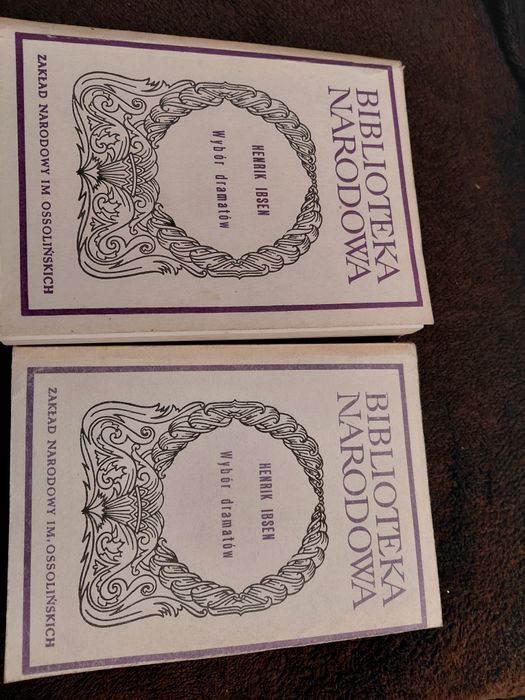 BIBLIOTEKA
NARODOWA
HENRIK IBSEN
Wybór dramatów
ZAKŁAD NARODOWY IM. OSSOLIŃSKICH
BIBLIOTEKA
NARODOWA
HENRIK IBSEN
Wybór dramatów
ZAKŁAD NARODOWY IM. OSSOLIŃSKICH